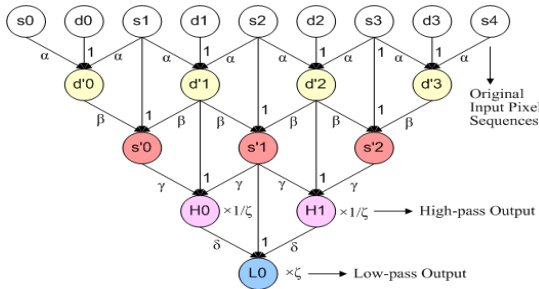 s0 d0 s1 d1 s2 d2 s3 d3 s4
1 1 1 1
α α α α α α α α
d'0 d'1 d'2 d'3
Original
Input Pixel
Sequences
β 1 β β 1 β β 1 β
s'0 s'1 s'2
γ 1 γ γ 1 γ
H0 ×1/ζ H1 ×1/ζ High-pass Output
δ 1 δ
L0 ×ζ Low-pass Output